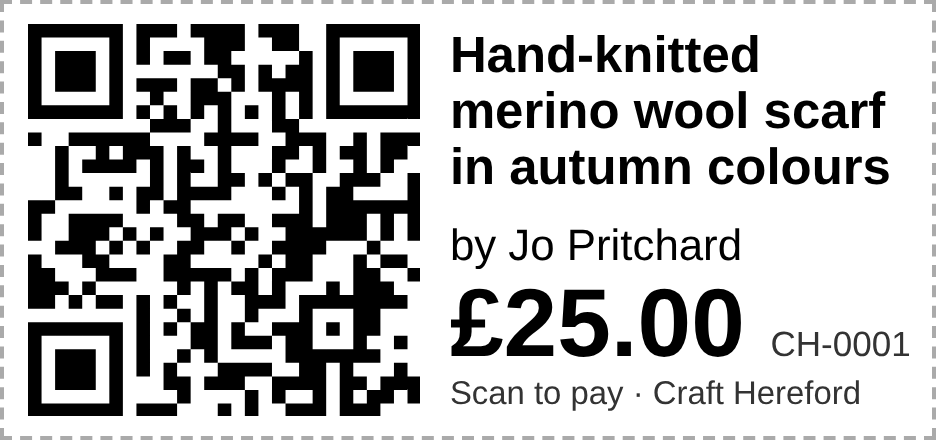 Hand-knitted
merino wool scarf
in autumn colours
by Jo Pritchard
£25.00 CH-0001
Scan to pay · Craft Hereford